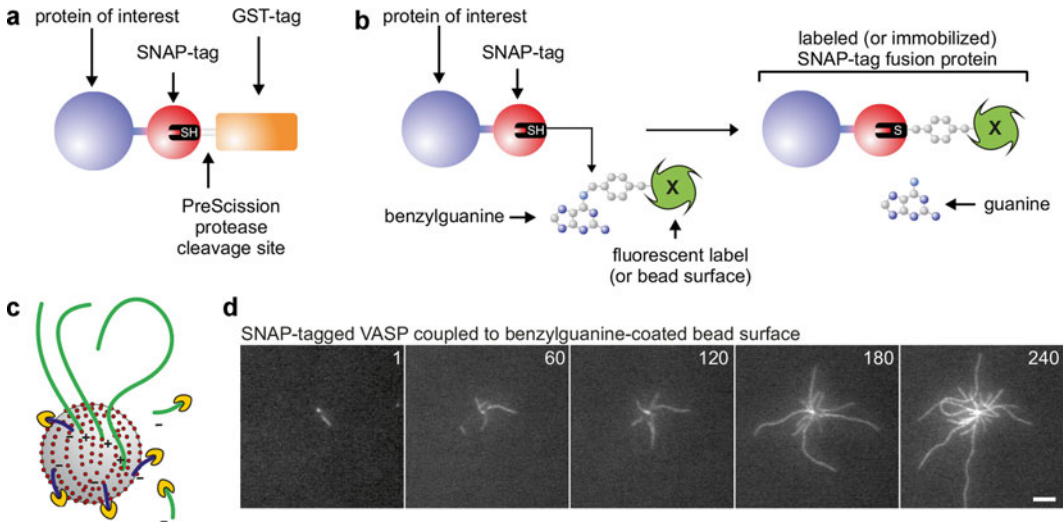 a
protein of interest
GST-tag
SNAP-tag
SH
PreScission
protease
cleavage site
b
protein of interest
SNAP-tag
SH
benzylguanine
X
fluorescent label
(or bead surface)
labeled (or immobilized)
SNAP-tag fusion protein
S
X
guanine
c
– + + + – – – – – –
d
SNAP-tagged VASP coupled to benzylguanine-coated bead surface
1
60
120
180
240